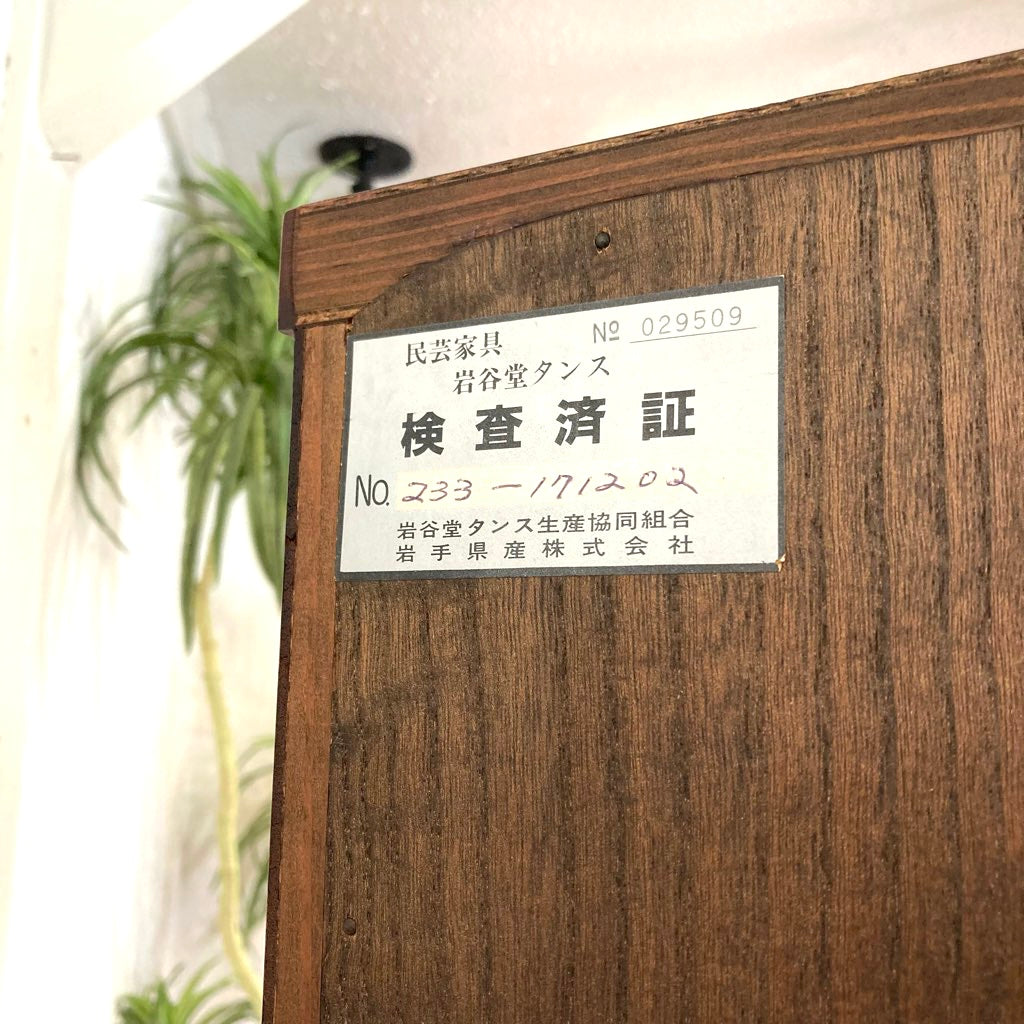 民芸家具
№ 029509
岩谷堂タンス
検査済証
No. 233-171202
岩谷堂タンス生産協同組合
岩手県産株式会社